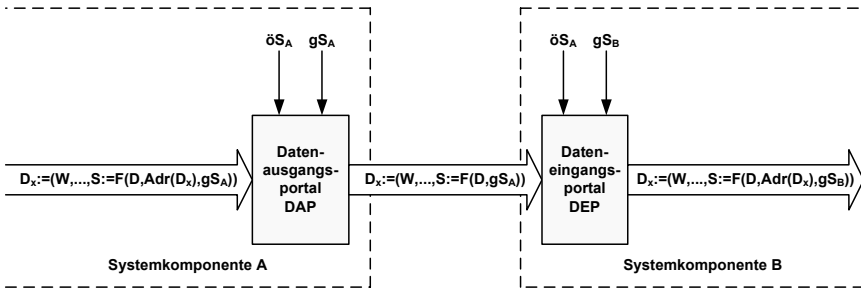 öS_A gS_A
öS_A gS_B
D_x:=(W,...,S:=F(D,Adr(D_x),gS_A))
Daten-
ausgangs-
portal
DAP
D_x:=(W,...,S:=F(D,gS_A))
Daten-
eingangs-
portal
DEP
D_x:=(W,...,S:=F(D,Adr(D_x),gS_B))
Systemkomponente A
Systemkomponente B